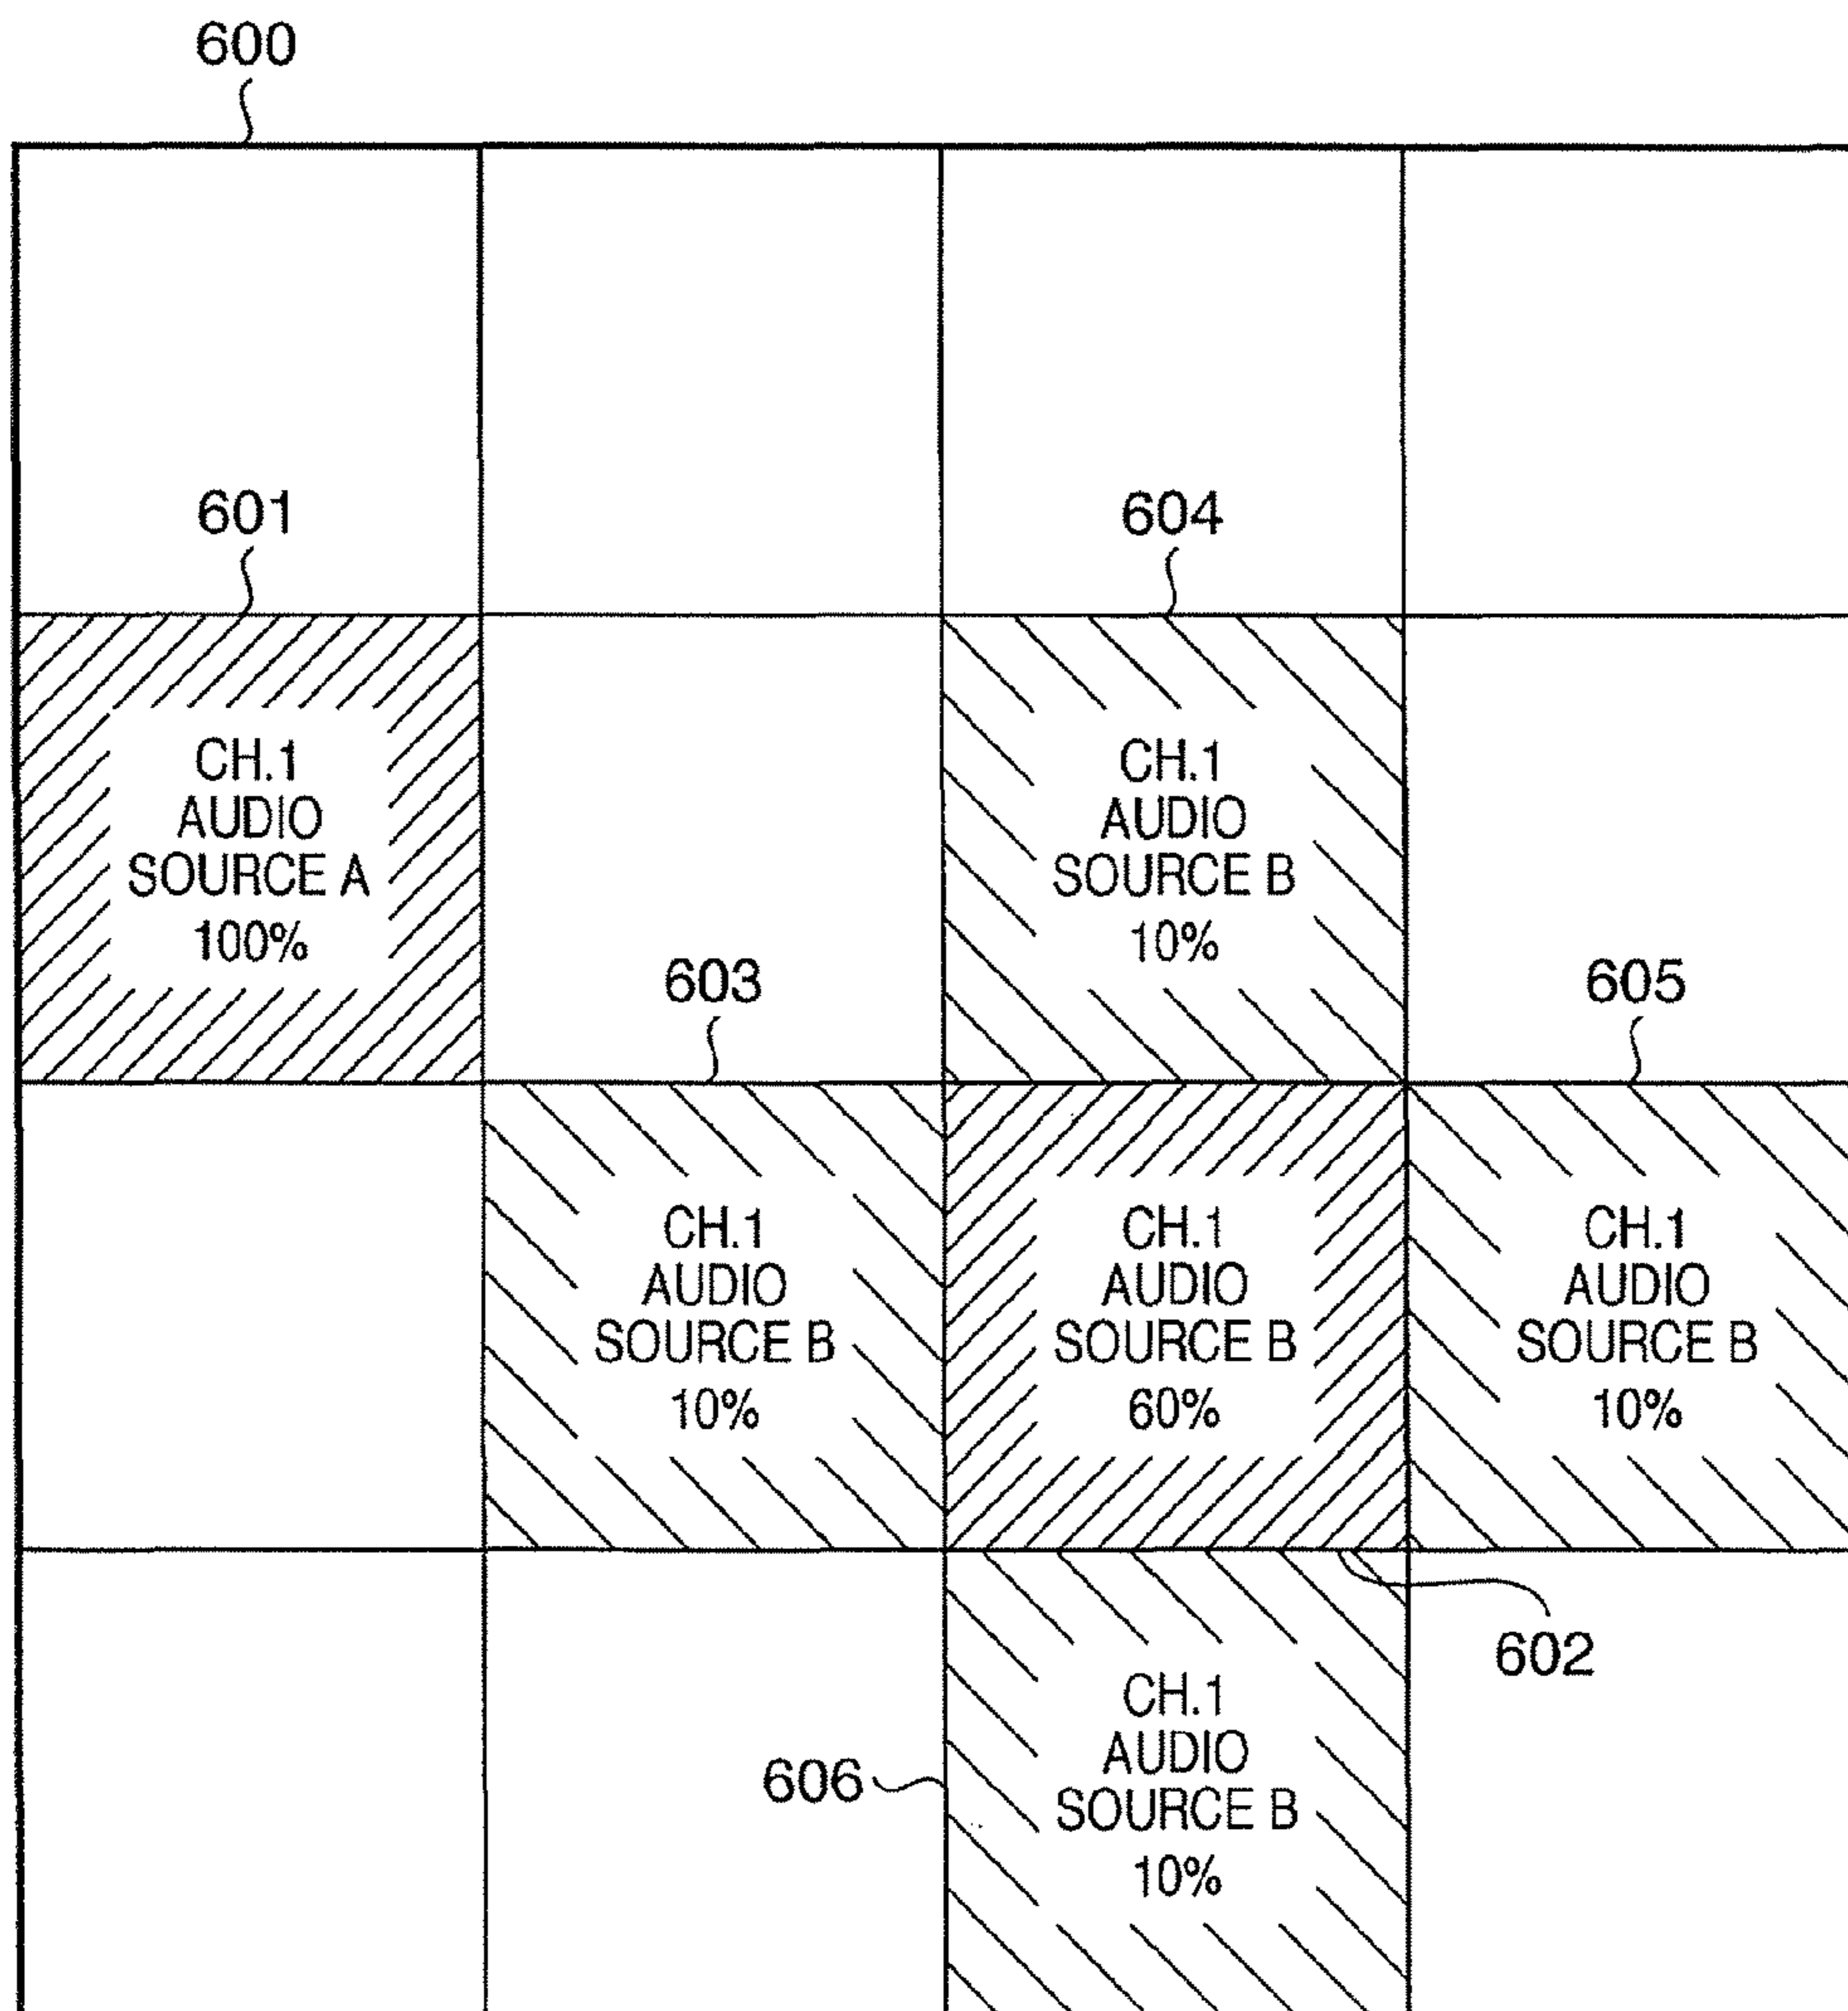 600
601
604
CH.1
AUDIO
SOURCE A
100%
CH.1
AUDIO
SOURCE B
10%
603
605
CH.1
AUDIO
SOURCE B
10%
CH.1
AUDIO
SOURCE B
60%
CH.1
AUDIO
SOURCE B
10%
602
606
CH.1
AUDIO
SOURCE B
10%